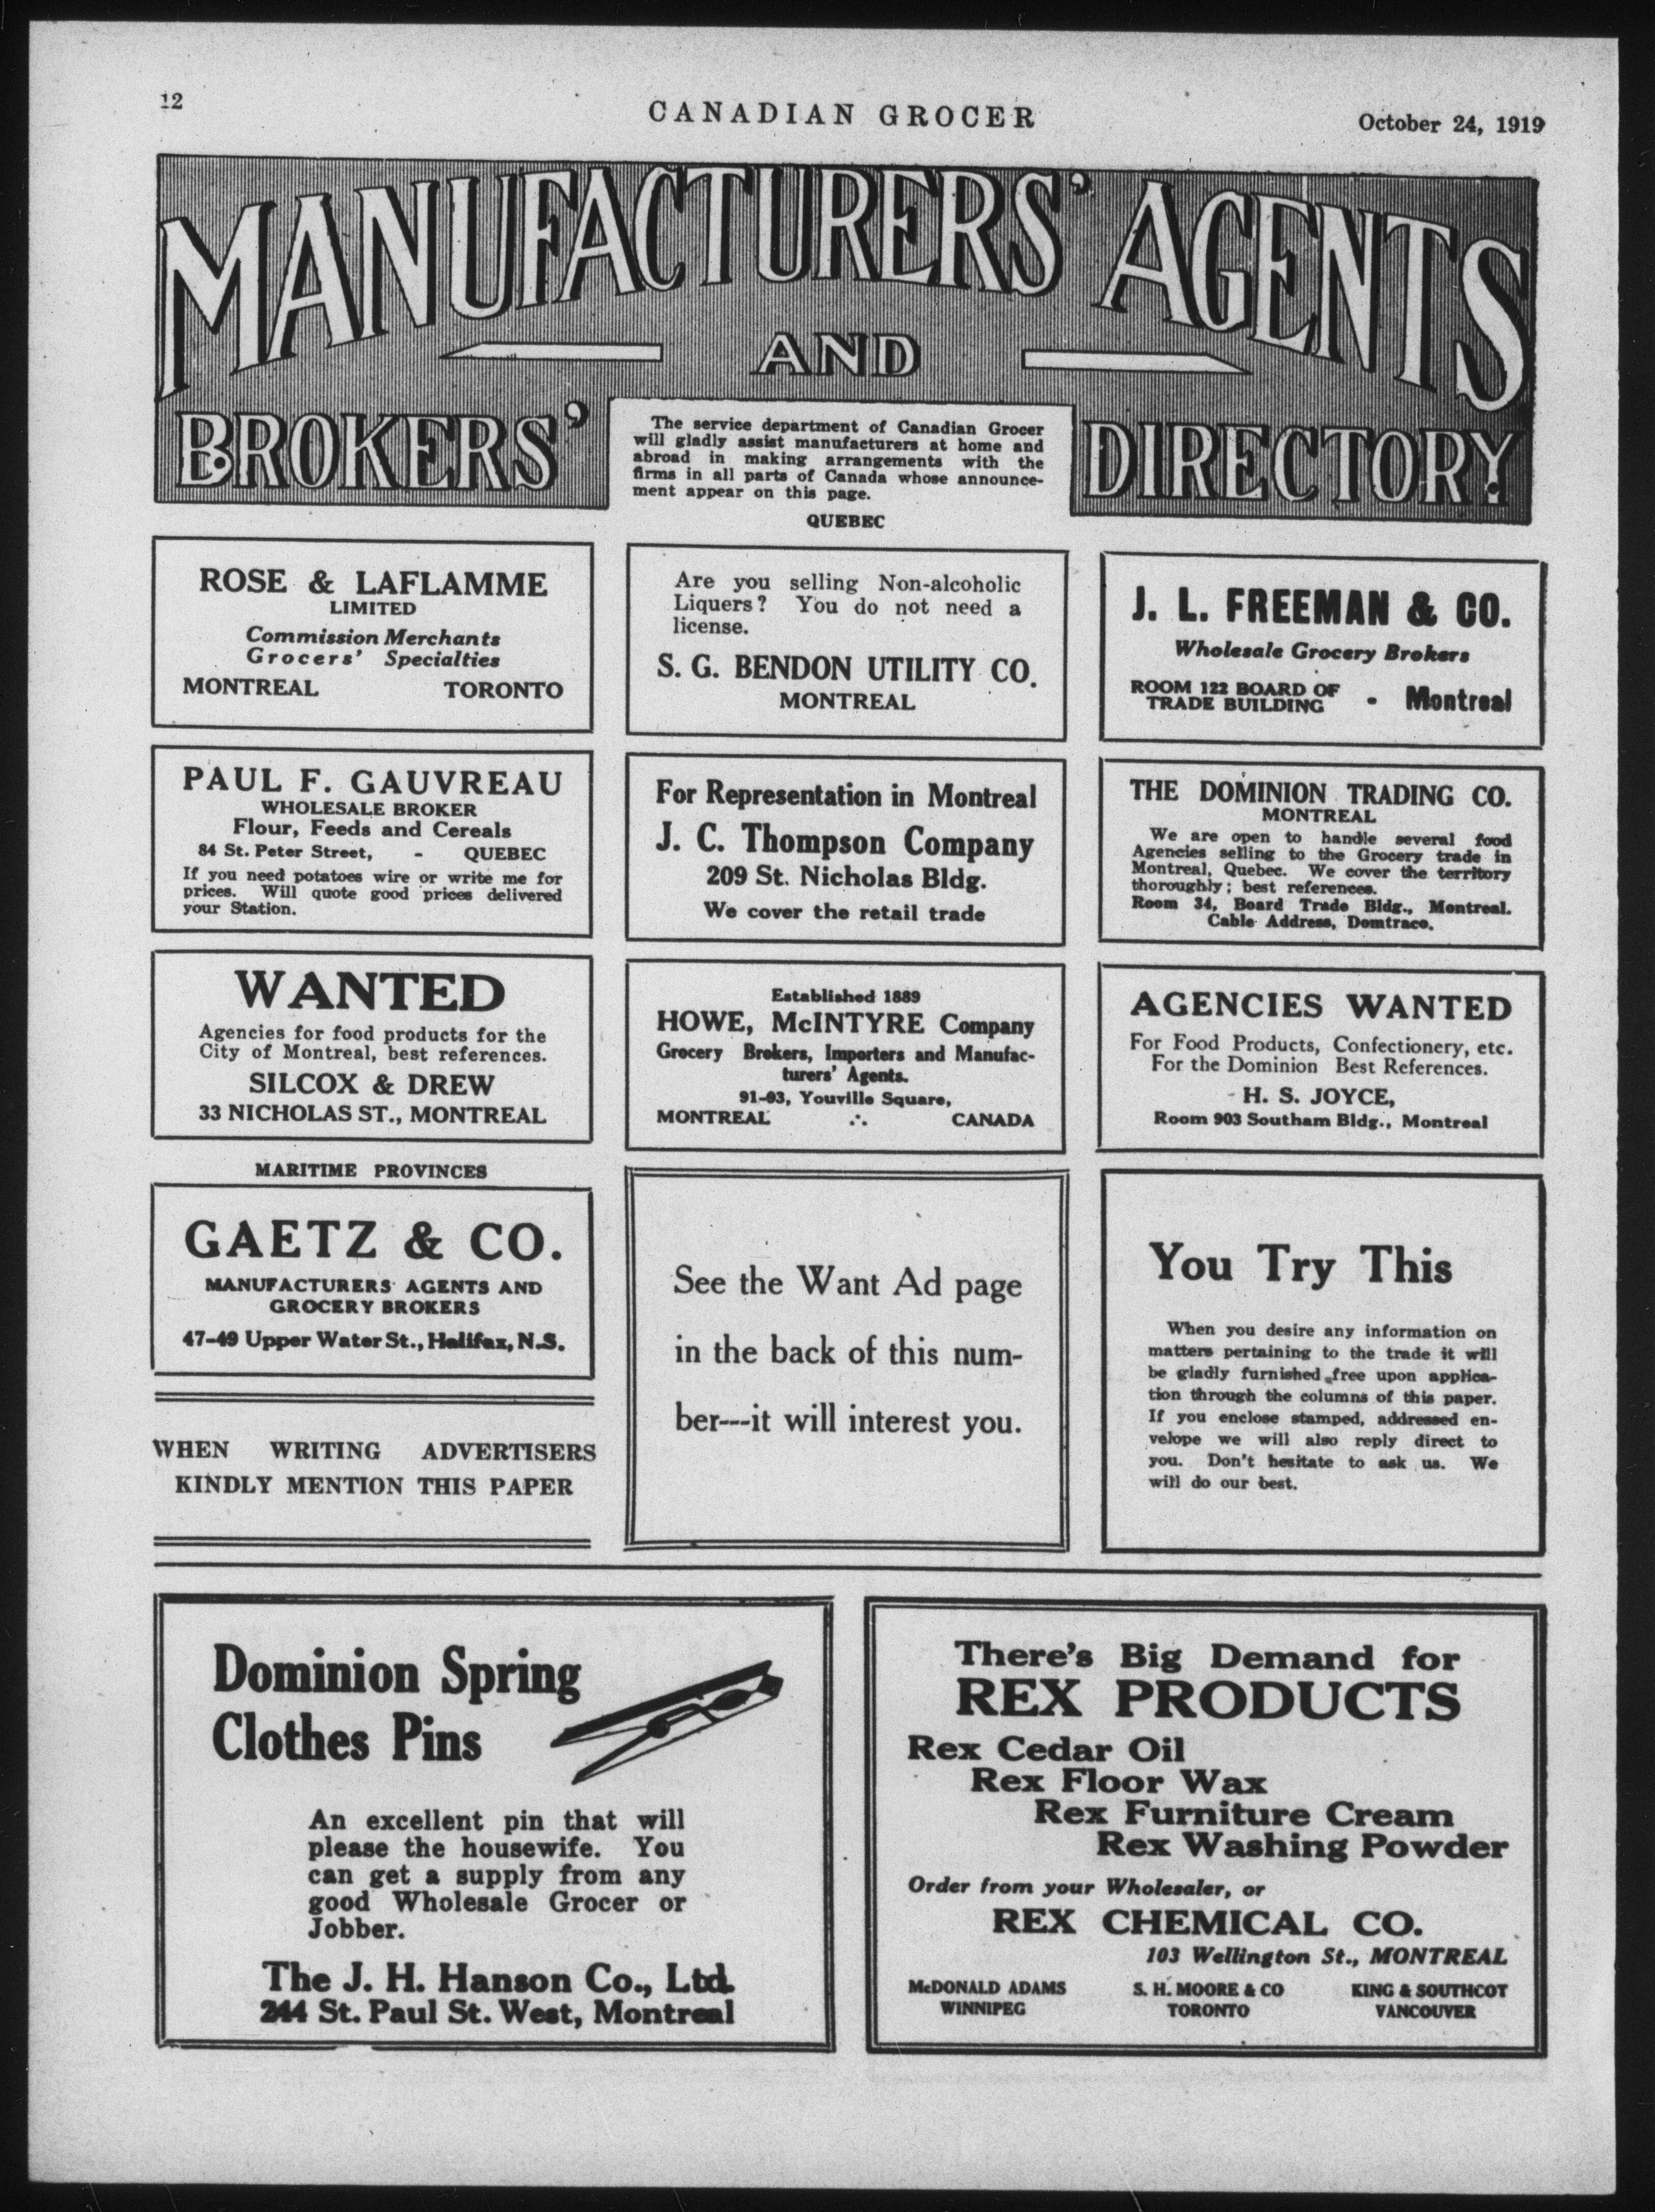 12
CANADIAN GROCER
October 24, 1919
MANUFACTURERS' AGENTS
AND
BROKERS'
DIRECTORY
The service department of Canadian Grocer
will gladly assist manufacturers at home and
abroad in making arrangements with the
firms in all parts of Canada whose announce-
ment appear on this page.
QUEBEC
ROSE & LAFLAMME
LIMITED
Commission Merchants
Grocers' Specialties
MONTREAL TORONTO
Are you selling Non-alcoholic
Liquers? You do not need a
license.
S. G. BENDON UTILITY CO.
MONTREAL
J. L. FREEMAN & CO.
Wholesale Grocery Brokers
ROOM 122 BOARD OF
TRADE BUILDING - Montreal
PAUL F. GAUVREAU
WHOLESALE BROKER
Flour, Feeds and Cereals
84 St. Peter Street, - QUEBEC
If you need potatoes wire or write me for
prices. Will quote good prices delivered
your Station.
For Representation in Montreal
J. C. Thompson Company
209 St. Nicholas Bldg.
We cover the retail trade
THE DOMINION TRADING CO.
MONTREAL
We are open to handle several food
Agencies selling to the Grocery trade in
Montreal, Quebec. We cover the territory
thoroughly; best references.
Room 34, Board Trade Bldg., Montreal.
Cable Address, Domtraco.
WANTED
Agencies for food products for the
City of Montreal, best references.
SILCOX & DREW
33 NICHOLAS ST., MONTREAL
Established 1889
HOWE, McINTYRE Company
Grocery Brokers, Importers and Manufac-
turers' Agents.
91-93, Youville Square,
MONTREAL ∴ CANADA
AGENCIES WANTED
For Food Products, Confectionery, etc.
For the Dominion Best References.
H. S. JOYCE,
Room 903 Southam Bldg., Montreal
MARITIME PROVINCES
GAETZ & CO.
MANUFACTURERS' AGENTS AND
GROCERY BROKERS
47-49 Upper Water St., Halifax, N.S.
WHEN WRITING ADVERTISERS
KINDLY MENTION THIS PAPER
See the Want Ad page
in the back of this num-
ber---it will interest you.
You Try This
When you desire any information on
matters pertaining to the trade it will
be gladly furnished free upon applica-
tion through the columns of this paper.
If you enclose stamped, addressed en-
velope we will also reply direct to
you. Don't hesitate to ask us. We
will do our best.
Dominion Spring
Clothes Pins
An excellent pin that will
please the housewife. You
can get a supply from any
good Wholesale Grocer or
Jobber.
The J. H. Hanson Co., Ltd.
244 St. Paul St. West, Montreal
There's Big Demand for
REX PRODUCTS
Rex Cedar Oil
Rex Floor Wax
Rex Furniture Cream
Rex Washing Powder
Order from your Wholesaler, or
REX CHEMICAL CO.
103 Wellington St., MONTREAL
McDONALD ADAMS S. H. MOORE & CO KING & SOUTHCOT
WINNIPEG TORONTO VANCOUVER